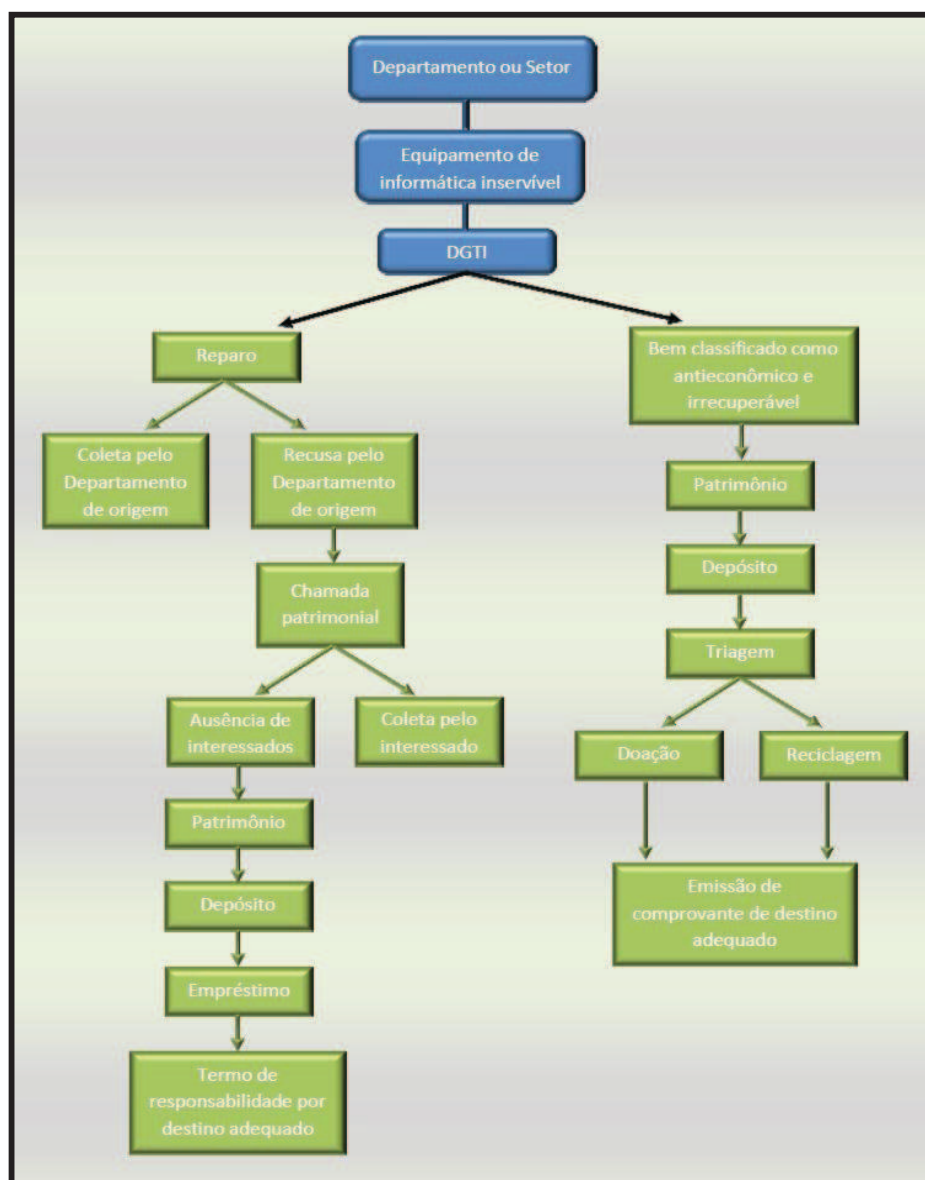 Departamento ou Setor
Equipamento de
informática inservível
DGTI
Reparo
Bem classificado como
antieconômico e
irrecuperável
Coleta pelo
Departamento
de origem
Recusa pelo
Departamento
de origem
Patrimônio
Depósito
Chamada
patrimonial
Triagem
Ausência de
interessados
Coleta pelo
interessado
Doação
Reciclagem
Patrimônio
Depósito
Emissão de
comprovante de destino
adequado
Empréstimo
Termo de
responsabilidade por
destino adequado